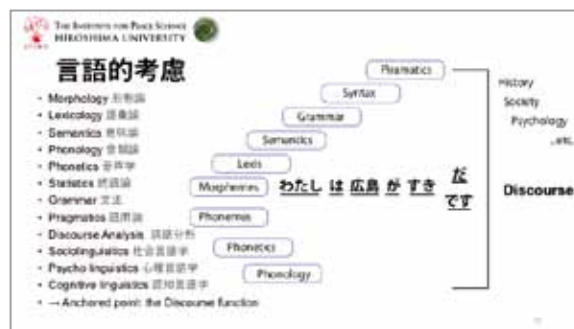 THE INSTITUTE FOR PEACE SCIENCE
HIROSHIMA UNIVERSITY
言語的考慮
• Morphology 形態論
• Lexicology 語彙論
• Semantics 意味論
• Phonology 音韻論
• Phonetics 音声学
• Statistics 統語論
• Grammar 文法
• Pragmatics 語用論
• Discourse Analysis 談話分析
• Sociolinguistics 社会言語学
• Psycho linguistics 心理言語学
• Cognitive linguistics 認知言語学
• → Anchored point: the Discourse function
Syntax
Grammar
Semantics
Lexis
Morphemes
Phonemes
Phonetics
Phonology
わたし は 広島 が すき だ
です
History
Society
Psychology
..etc.
Discourse